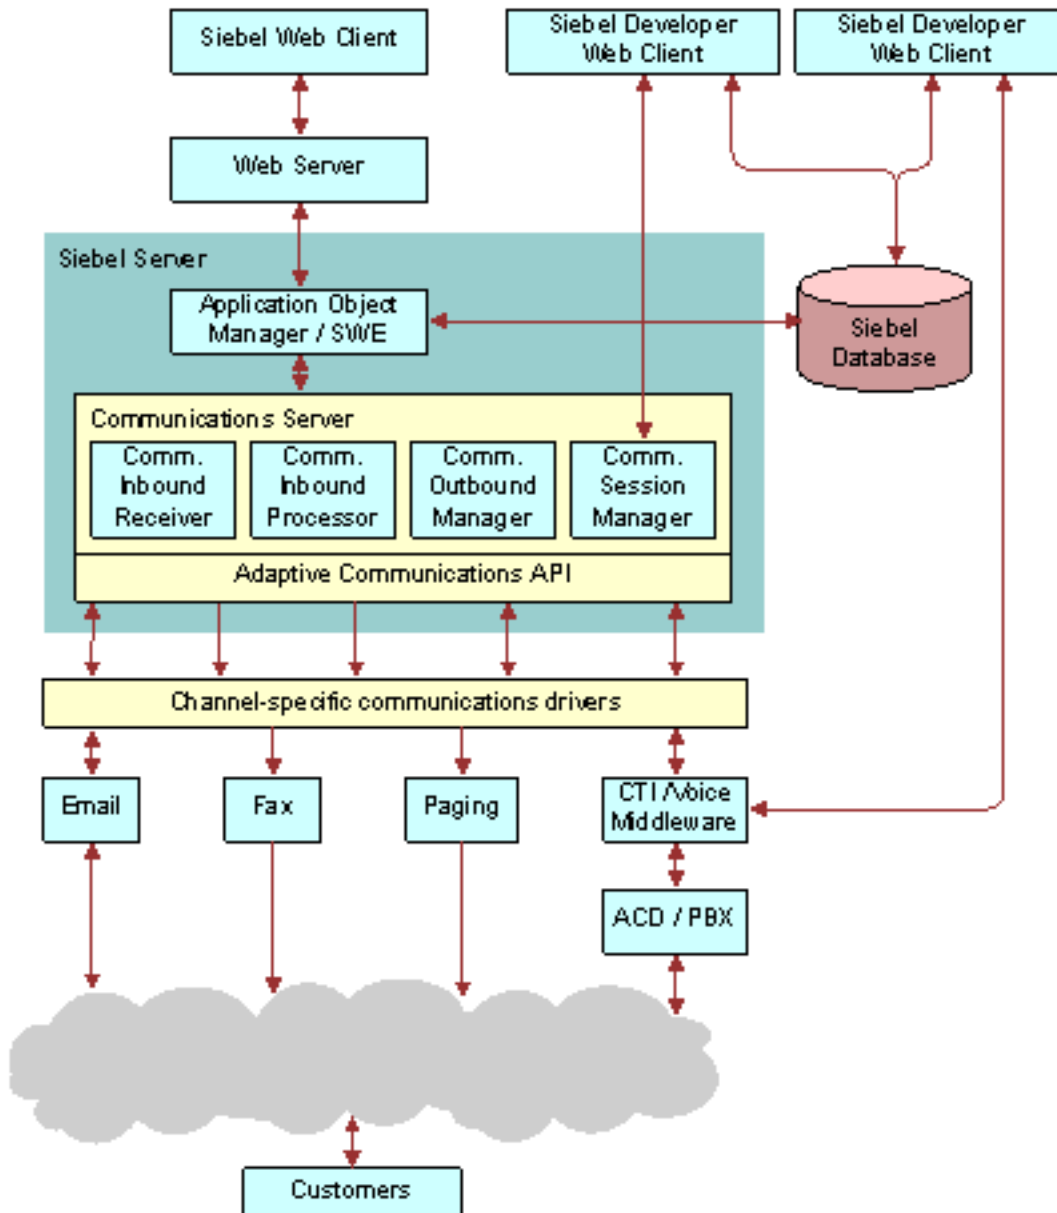 Siebel Web Client
Siebel Developer
Web Client
Siebel Developer
Web Client
Web Server
Siebel Server
Application Object
Manager / SWE
Siebel
Database
Communications Server
Comm.
Inbound
Receiver
Comm.
Inbound
Processor
Comm.
Outbound
Manager
Comm.
Session
Manager
Adaptive Communications API
Channel-specific communications drivers
Email
Fax
Paging
CTI /Voice
Middleware
ACD / PBX
Customers